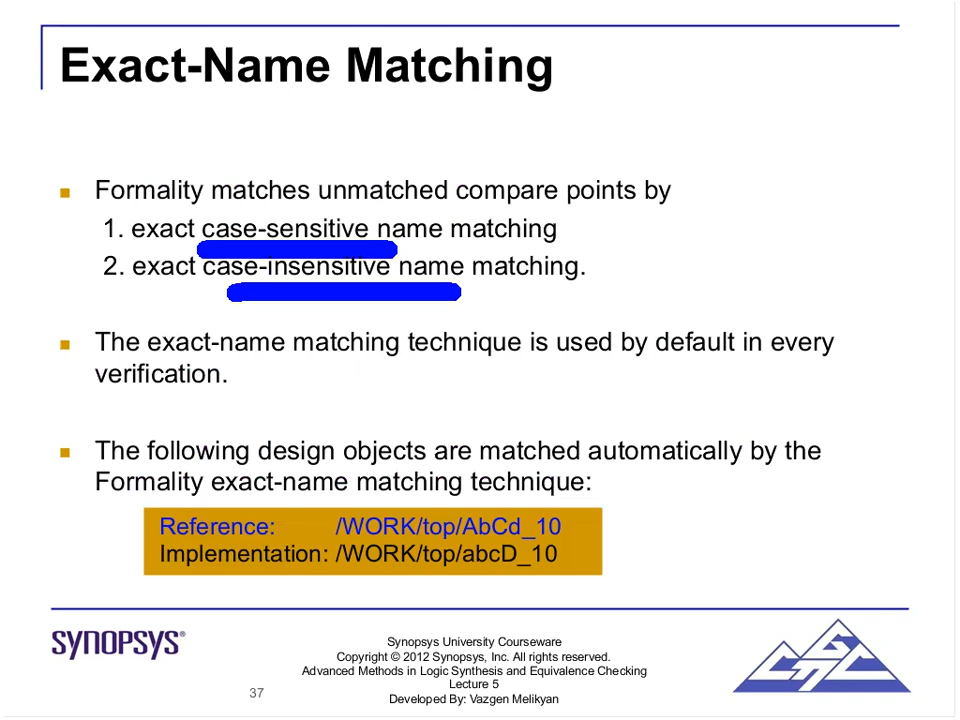 Exact-Name Matching
Formality matches unmatched compare points by
1. exact case-sensitive name matching
2. exact case-insensitive name matching.
The exact-name matching technique is used by default in every
verification.
The following design objects are matched automatically by the
Formality exact-name matching technique:
Reference: /WORK/top/AbCd_10
Implementation: /WORK/top/abcD_10
SYNOPSYS®
Synopsys University Courseware
Copyright © 2012 Synopsys, Inc. All rights reserved.
Advanced Methods in Logic Synthesis and Equivalence Checking
Lecture 5
Developed By: Vazgen Melikyan
37